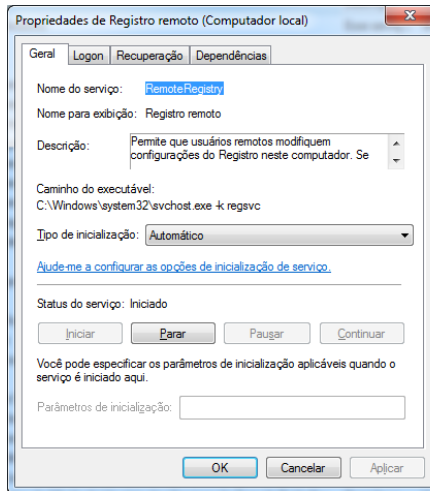 Propriedades de Registro remoto (Computador local)
Geral Logon Recuperação Dependências
Nome do serviço: RemoteRegistry
Nome para exibição: Registro remoto
Descrição: Permite que usuários remotos modifiquem
configurações do Registro neste computador. Se
Caminho do executável:
C:\Windows\system32\svchost.exe -k regsvc
Tipo de inicialização: Automático
Ajude-me a configurar as opções de inicialização de serviço.
Status do serviço: Iniciado
Iniciar Parar Pausar Continuar
Você pode especificar os parâmetros de inicialização aplicáveis quando o
serviço é iniciado aqui.
Parâmetros de inicialização:
OK Cancelar Aplicar